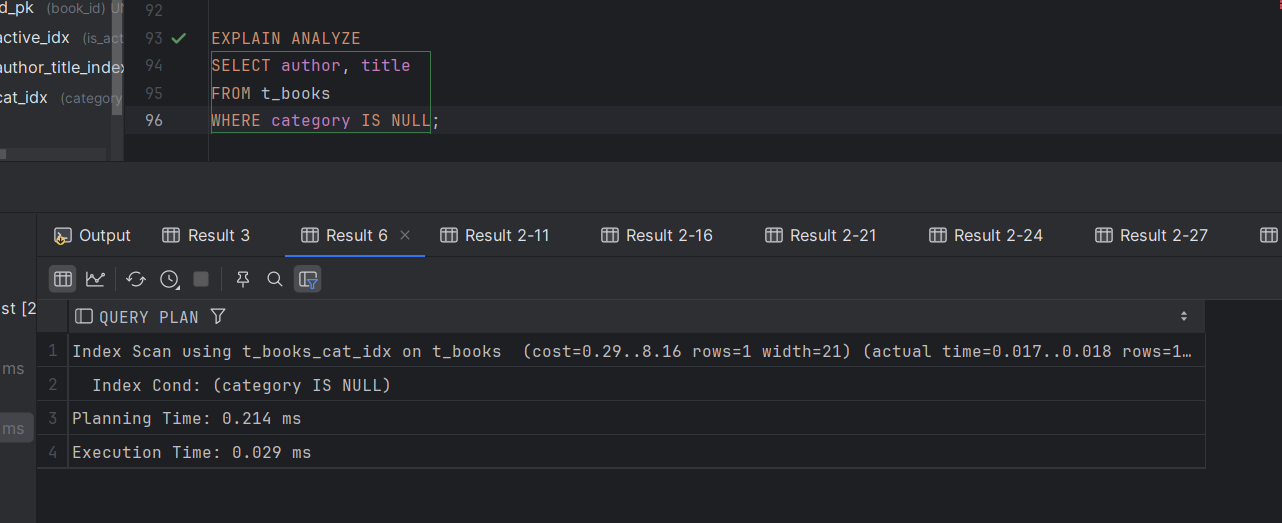 d_pk (book_id) UN
92
active_idx (is_act
93 EXPLAIN ANALYZE
author_title_index
94 SELECT author, title
cat_idx (category
95 FROM t_books
96 WHERE category IS NULL;
Output Result 3 Result 6 × Result 2-11 Result 2-16 Result 2-21 Result 2-24 Result 2-27
st [2
QUERY PLAN
1 Index Scan using t_books_cat_idx on t_books (cost=0.29..8.16 rows=1 width=21) (actual time=0.017..0.018 rows=1…
ms
2 Index Cond: (category IS NULL)
3 Planning Time: 0.214 ms
ms
4 Execution Time: 0.029 ms